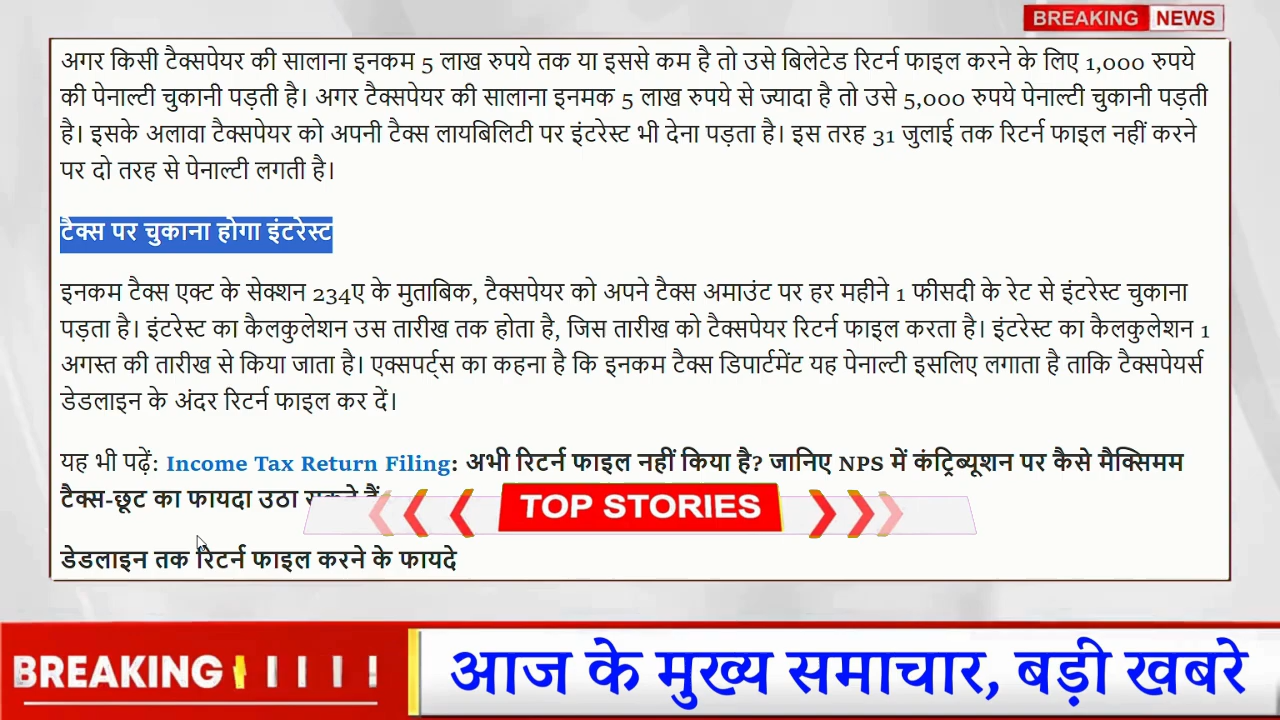 BREAKING NEWS
अगर किसी टैक्सपेयर की सालाना इनकम 5 लाख रुपये तक या इससे कम है तो उसे बिलेटेड रिटर्न फाइल करने के लिए 1,000 रुपये
की पेनाल्टी चुकानी पड़ती है। अगर टैक्सपेयर की सालाना इनमक 5 लाख रुपये से ज्यादा है तो उसे 5,000 रुपये पेनाल्टी चुकानी पड़ती
है। इसके अलावा टैक्सपेयर को अपनी टैक्स लायबिलिटी पर इंटरेस्ट भी देना पड़ता है। इस तरह 31 जुलाई तक रिटर्न फाइल नहीं करने
पर दो तरह से पेनाल्टी लगती है।
टैक्स पर चुकाना होगा इंटरेस्ट
इनकम टैक्स एक्ट के सेक्शन 234ए के मुताबिक, टैक्सपेयर को अपने टैक्स अमाउंट पर हर महीने 1 फीसदी के रेट से इंटरेस्ट चुकाना
पड़ता है। इंटरेस्ट का कैलकुलेशन उस तारीख तक होता है, जिस तारीख को टैक्सपेयर रिटर्न फाइल करता है। इंटरेस्ट का कैलकुलेशन 1
अगस्त की तारीख से किया जाता है। एक्सपर्ट्स का कहना है कि इनकम टैक्स डिपार्टमेंट यह पेनाल्टी इसलिए लगाता है ताकि टैक्सपेयर्स
डेडलाइन के अंदर रिटर्न फाइल कर दें।
यह भी पढ़ें: Income Tax Return Filing: अभी रिटर्न फाइल नहीं किया है? जानिए NPS में कंट्रिब्यूशन पर कैसे मैक्सिमम
टैक्स-छूट का फायदा उठा
TOP STORIES
डेडलाइन तक रिटर्न फाइल करने के फायदे
BREAKING
आज के मुख्य समाचार, बड़ी खबरे